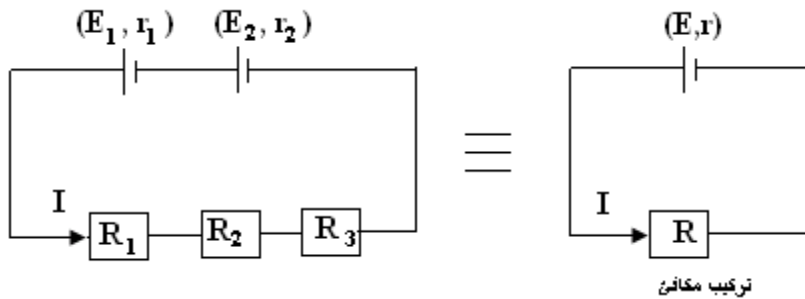 (E₁, r₁) (E₂, r₂) (E,r)
I R₁ R₂ R₃ I R
تركيب مكافئ